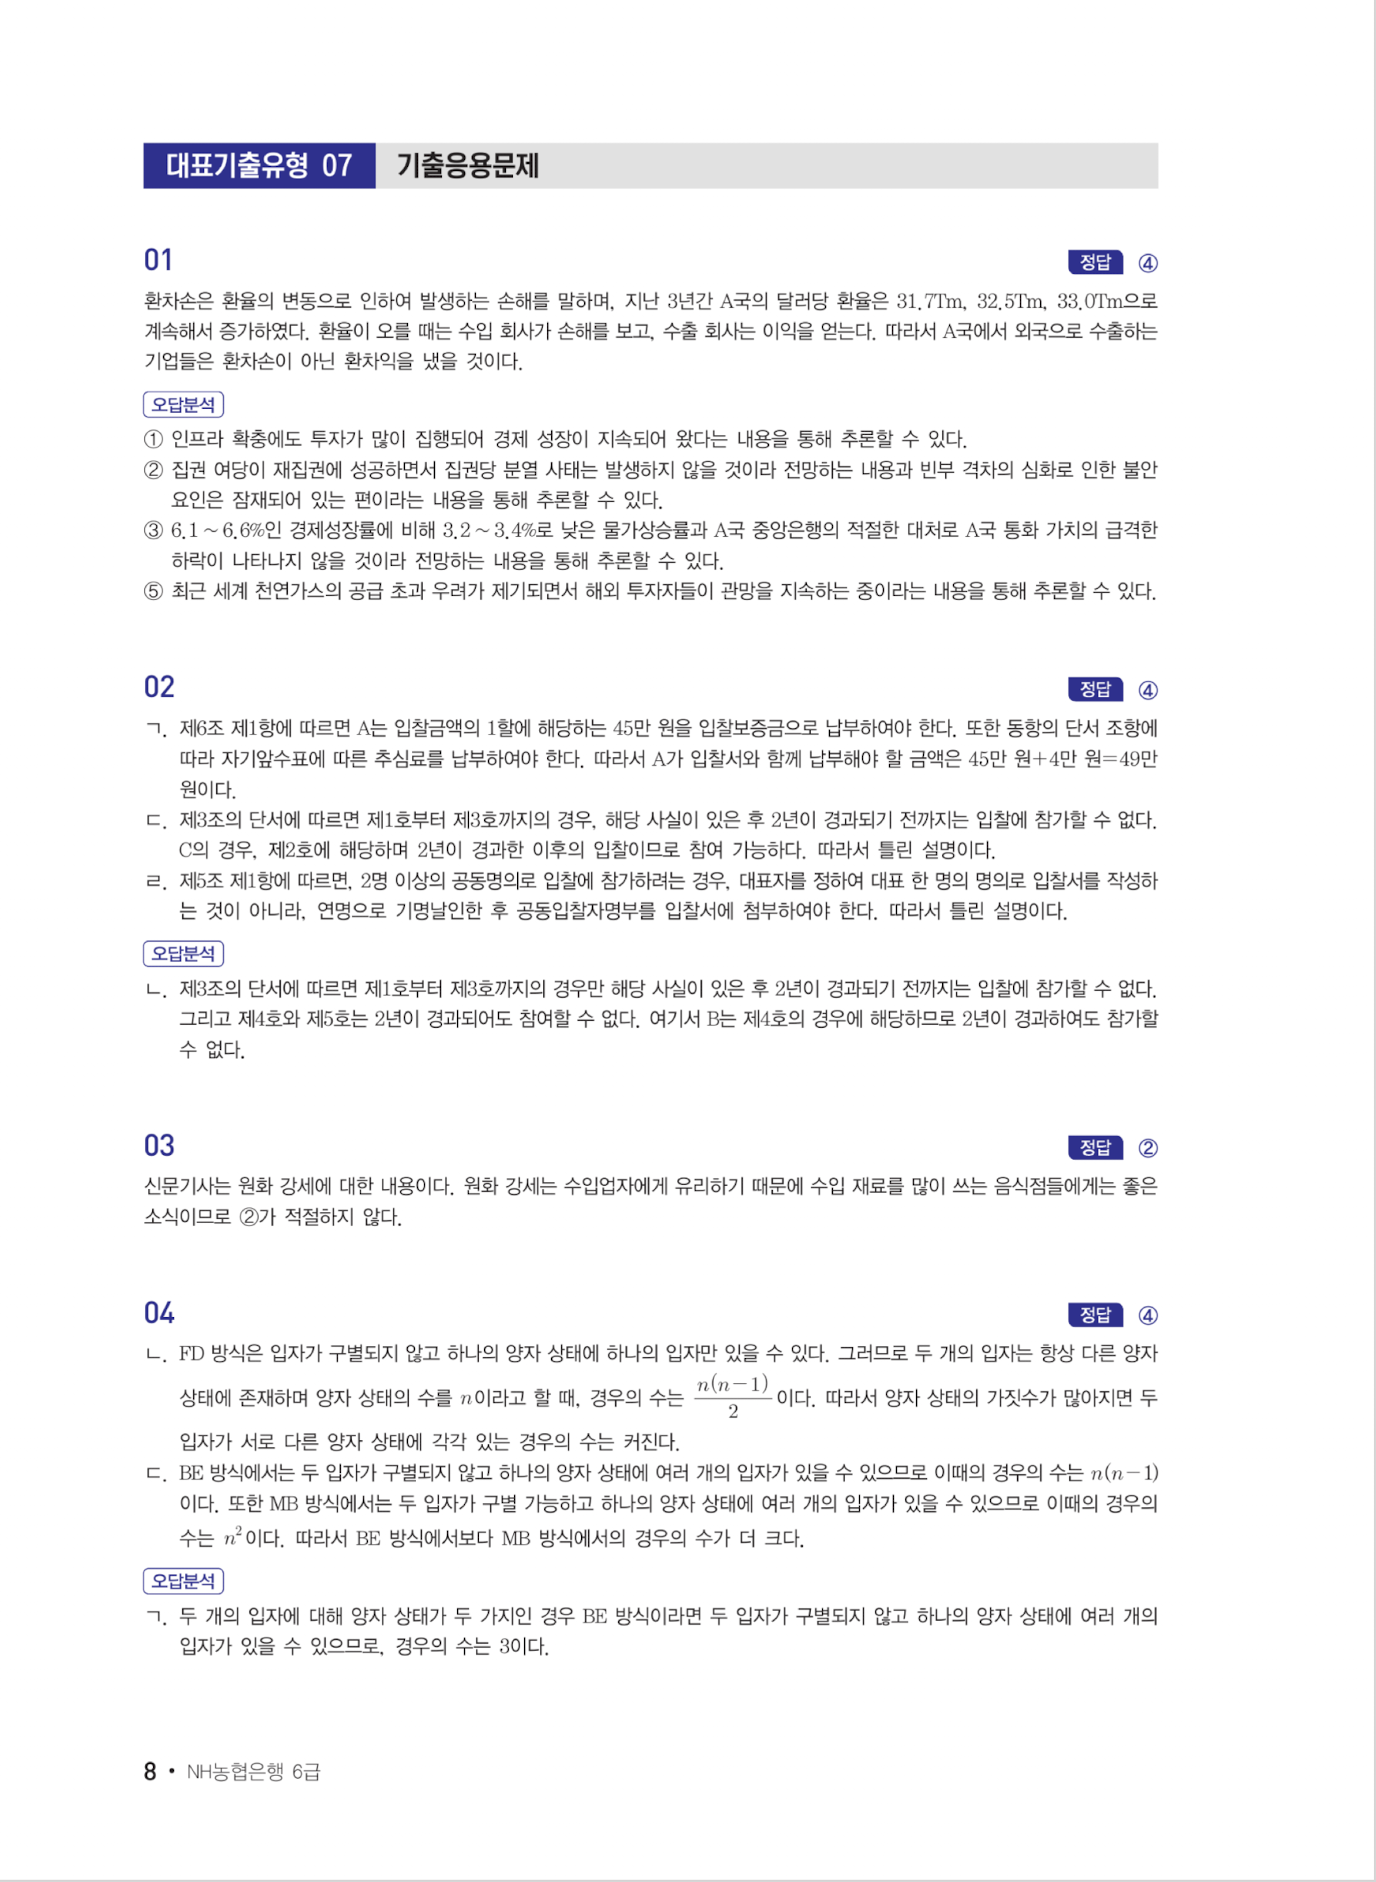 대표기출유형 07 기출응용문제
01 정답 ④
환차손은 환율의 변동으로 인하여 발생하는 손해를 말하며, 지난 3년간 A국의 달러당 환율은 31.7Tm, 32.5Tm, 33.0Tm으로
계속해서 증가하였다. 환율이 오를 때는 수입 회사가 손해를 보고, 수출 회사는 이익을 얻는다. 따라서 A국에서 외국으로 수출하는
기업들은 환차손이 아닌 환차익을 냈을 것이다.
오답분석
① 인프라 확충에도 투자가 많이 집행되어 경제 성장이 지속되어 왔다는 내용을 통해 추론할 수 있다.
② 집권 여당이 재집권에 성공하면서 집권당 분열 사태는 발생하지 않을 것이라 전망하는 내용과 빈부 격차의 심화로 인한 불안
요인은 잠재되어 있는 편이라는 내용을 통해 추론할 수 있다.
③ 6.1~6.6%인 경제성장률에 비해 3.2~3.4%로 낮은 물가상승률과 A국 중앙은행의 적절한 대처로 A국 통화 가치의 급격한
하락이 나타나지 않을 것이라 전망하는 내용을 통해 추론할 수 있다.
⑤ 최근 세계 천연가스의 공급 초과 우려가 제기되면서 해외 투자자들이 관망을 지속하는 중이라는 내용을 통해 추론할 수 있다.
02 정답 ④
ㄱ. 제6조 제1항에 따르면 A는 입찰금액의 1할에 해당하는 45만 원을 입찰보증금으로 납부하여야 한다. 또한 동항의 단서 조항에
따라 자기앞수표에 따른 추심료를 납부하여야 한다. 따라서 A가 입찰서와 함께 납부해야 할 금액은 45만 원+4만 원=49만
원이다.
ㄷ. 제3조의 단서에 따르면 제1호부터 제3호까지의 경우, 해당 사실이 있은 후 2년이 경과되기 전까지는 입찰에 참가할 수 없다.
C의 경우, 제2호에 해당하며 2년이 경과한 이후의 입찰이므로 참여 가능하다. 따라서 틀린 설명이다.
ㄹ. 제5조 제1항에 따르면, 2명 이상의 공동명의로 입찰에 참가하려는 경우, 대표자를 정하여 대표 한 명의 명의로 입찰서를 작성하
는 것이 아니라, 연명으로 기명날인한 후 공동입찰자명부를 입찰서에 첨부하여야 한다. 따라서 틀린 설명이다.
오답분석
ㄴ. 제3조의 단서에 따르면 제1호부터 제3호까지의 경우만 해당 사실이 있은 후 2년이 경과되기 전까지는 입찰에 참가할 수 없다.
그리고 제4호와 제5호는 2년이 경과되어도 참여할 수 없다. 여기서 B는 제4호의 경우에 해당하므로 2년이 경과하여도 참가할
수 없다.
03 정답 ②
신문기사는 원화 강세에 대한 내용이다. 원화 강세는 수입업자에게 유리하기 때문에 수입 재료를 많이 쓰는 음식점들에게는 좋은
소식이므로 ②가 적절하지 않다.
04 정답 ④
ㄴ. FD 방식은 입자가 구별되지 않고 하나의 양자 상태에 하나의 입자만 있을 수 있다. 그러므로 두 개의 입자는 항상 다른 양자
상태에 존재하며 양자 상태의 수를 n이라고 할 때, 경우의 수는 n(n−1)/2 이다. 따라서 양자 상태의 가짓수가 많아지면 두
입자가 서로 다른 양자 상태에 각각 있는 경우의 수는 커진다.
ㄷ. BE 방식에서는 두 입자가 구별되지 않고 하나의 양자 상태에 여러 개의 입자가 있을 수 있으므로 이때의 경우의 수는 n(n−1)
이다. 또한 MB 방식에서는 두 입자가 구별 가능하고 하나의 양자 상태에 여러 개의 입자가 있을 수 있으므로 이때의 경우의
수는 n²이다. 따라서 BE 방식에서보다 MB 방식에서의 경우의 수가 더 크다.
오답분석
ㄱ. 두 개의 입자에 대해 양자 상태가 두 가지인 경우 BE 방식이라면 두 입자가 구별되지 않고 하나의 양자 상태에 여러 개의
입자가 있을 수 있으므로, 경우의 수는 3이다.
8 • NH농협은행 6급